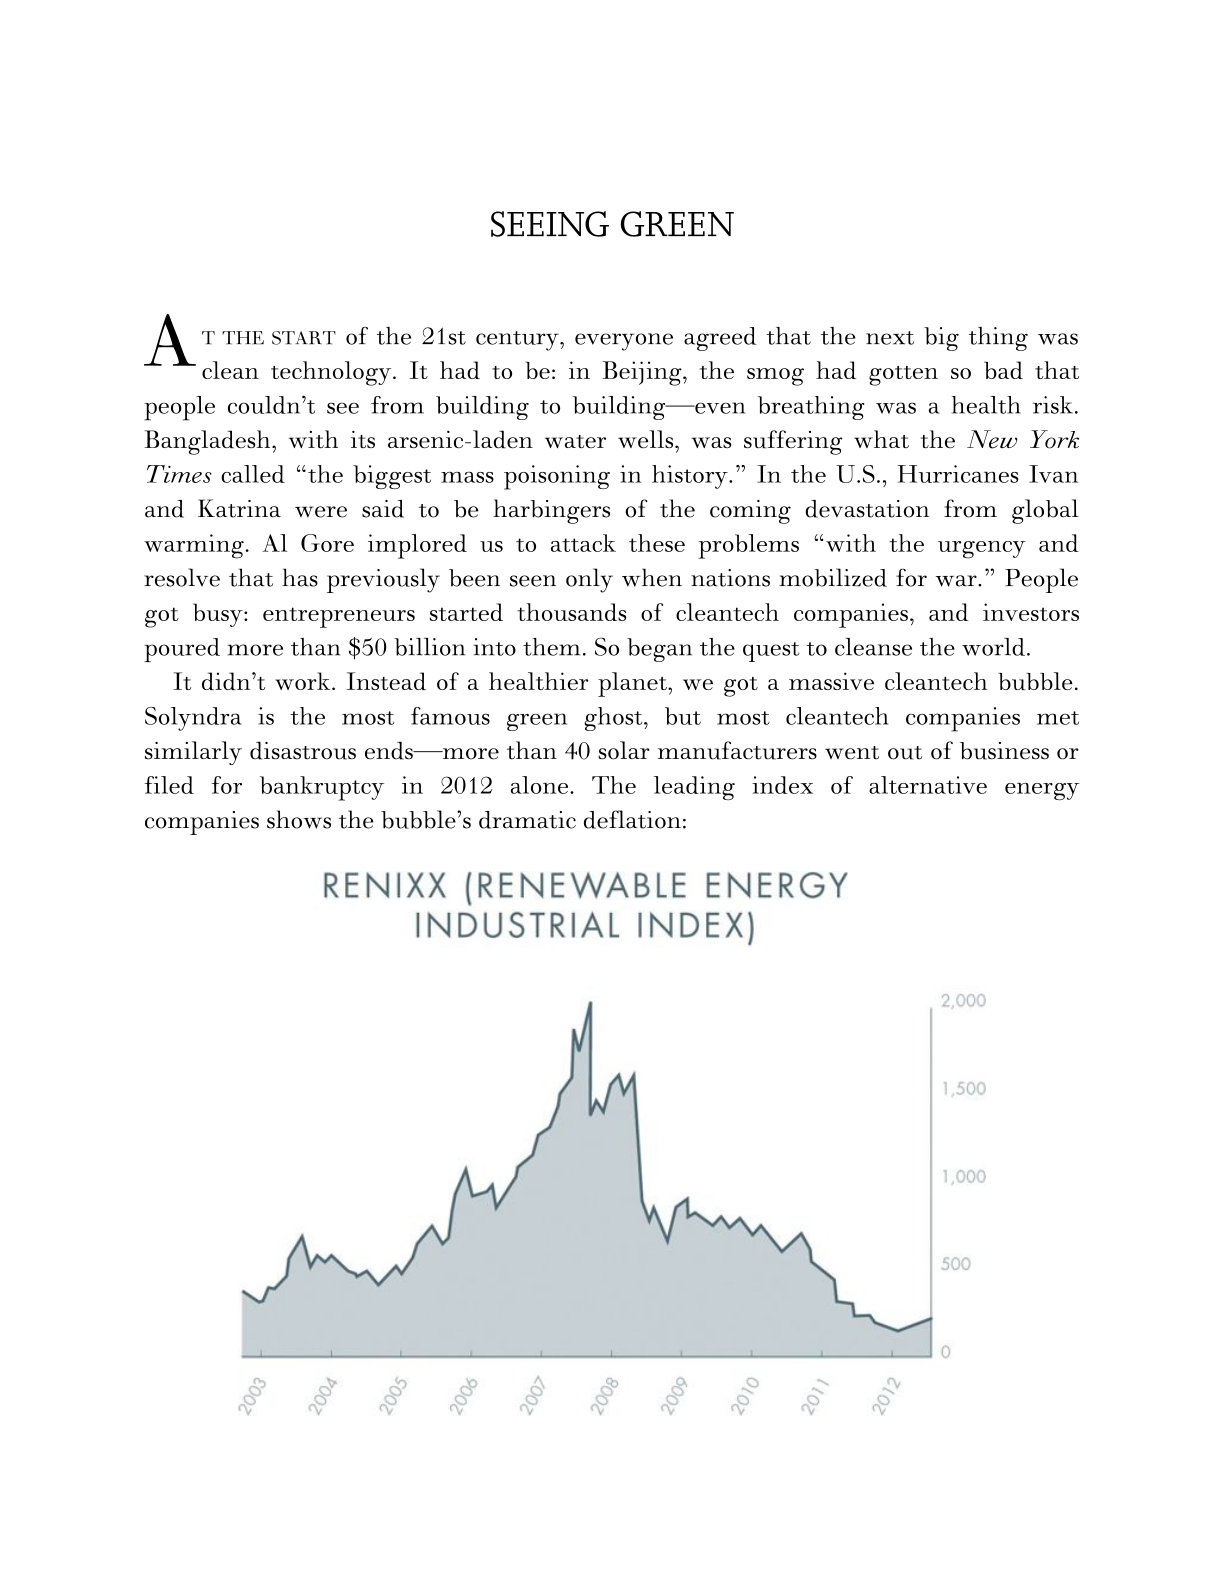 SEEING GREEN
AT THE START of the 21st century, everyone agreed that the next big thing was
clean technology. It had to be: in Beijing, the smog had gotten so bad that
people couldn’t see from building to building—even breathing was a health risk.
Bangladesh, with its arsenic-laden water wells, was suffering what the New York
Times called “the biggest mass poisoning in history.” In the U.S., Hurricanes Ivan
and Katrina were said to be harbingers of the coming devastation from global
warming. Al Gore implored us to attack these problems “with the urgency and
resolve that has previously been seen only when nations mobilized for war.” People
got busy: entrepreneurs started thousands of cleantech companies, and investors
poured more than $50 billion into them. So began the quest to cleanse the world.
It didn’t work. Instead of a healthier planet, we got a massive cleantech bubble.
Solyndra is the most famous green ghost, but most cleantech companies met
similarly disastrous ends—more than 40 solar manufacturers went out of business or
filed for bankruptcy in 2012 alone. The leading index of alternative energy
companies shows the bubble’s dramatic deflation:
RENIXX (RENEWABLE ENERGY
INDUSTRIAL INDEX)
2,000
1,500
1,000
500
0
2003 2004 2005 2006 2007 2008 2009 2010 2011 2012